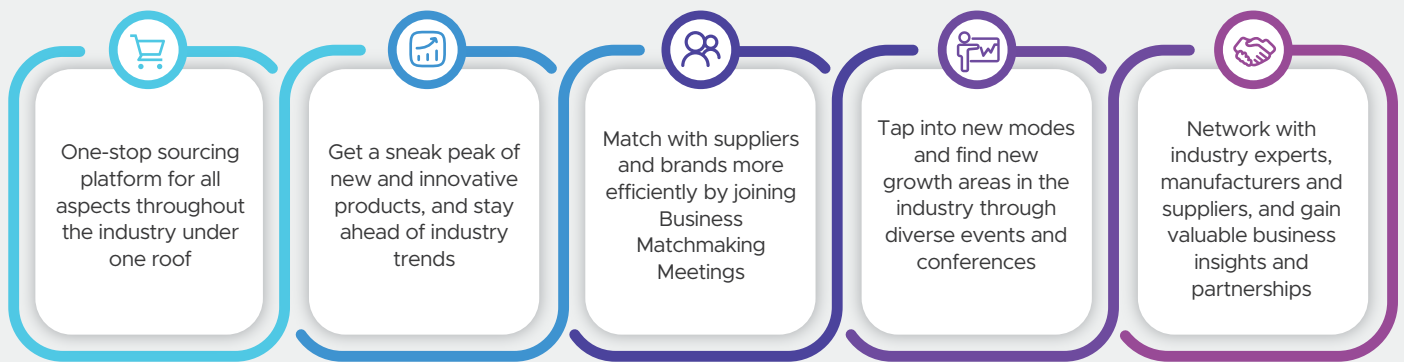 One-stop sourcing
platform for all
aspects throughout
the industry under
one roof
Get a sneak peak of
new and innovative
products, and stay
ahead of industry
trends
Match with suppliers
and brands more
efficiently by joining
Business
Matchmaking
Meetings
Tap into new modes
and find new
growth areas in the
industry through
diverse events and
conferences
Network with
industry experts,
manufacturers and
suppliers, and gain
valuable business
insights and
partnerships